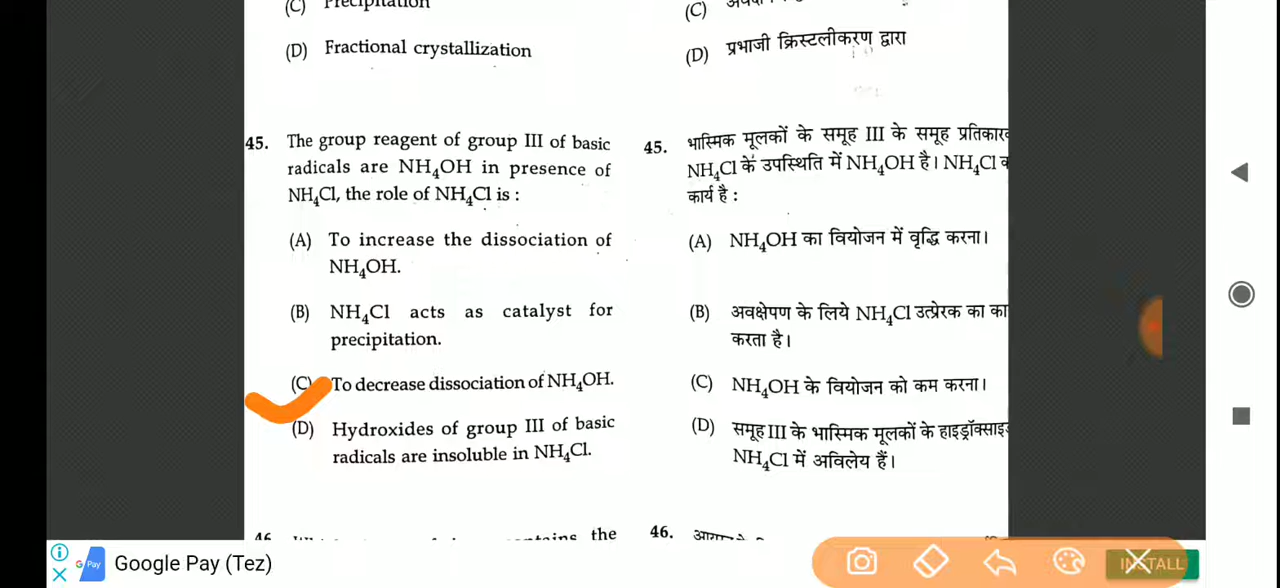 (C) Precipitation
(D) Fractional crystallization
45. The group reagent of group III of basic
radicals are NH₄OH in presence of
NH₄Cl, the role of NH₄Cl is :
(A) To increase the dissociation of
NH₄OH.
(B) NH₄Cl acts as catalyst for
precipitation.
(C) To decrease dissociation of NH₄OH.
(D) Hydroxides of group III of basic
radicals are insoluble in NH₄Cl.
46 the
(C)
(D) प्रभाजी क्रिस्टलीकरण द्वारा
45. भास्मिक मूलकों के समूह III के समूह
NH₄Cl के उपस्थिति में NH₄OH है। NH₄Cl
कार्य है :
(A) NH₄OH का वियोजन में वृद्धि करना।
(B) अवक्षेपण के लिये NH₄Cl उत्प्रेरक का
करता है।
(C) NH₄OH के वियोजन को कम करना।
(D) समूह III के भास्मिक मूलकों के
NH₄Cl में अविलेय हैं।
46.
G Pay Google Pay (Tez)
INSTALL